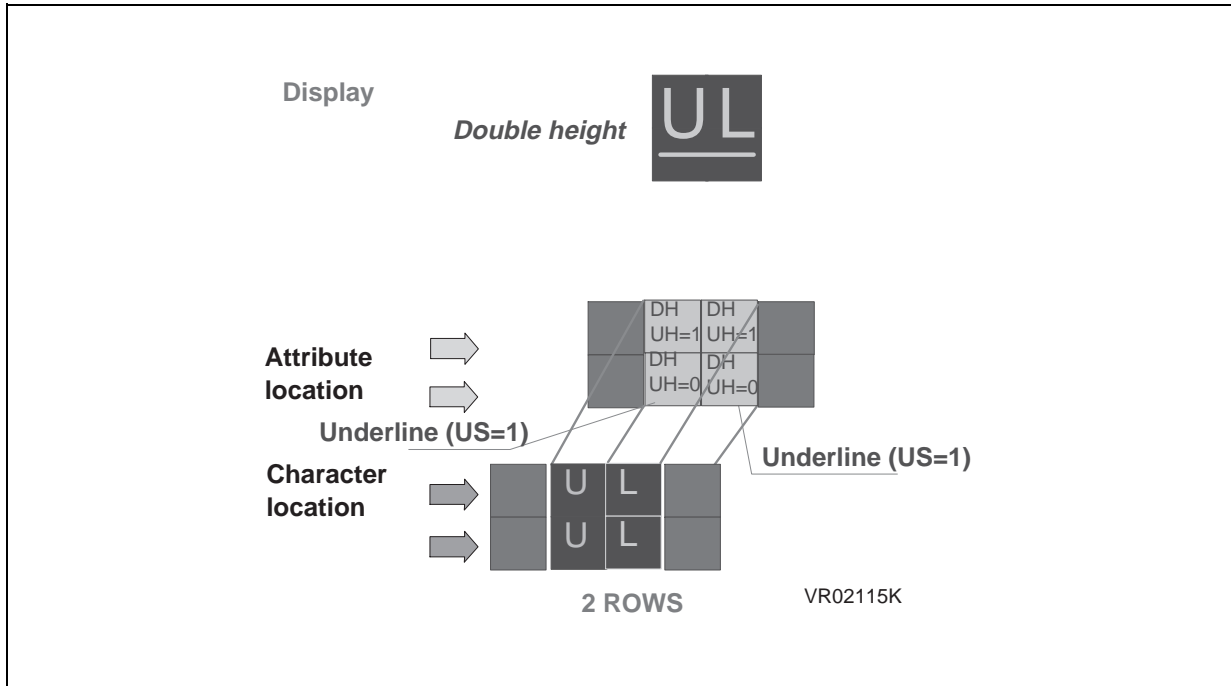 Display
Double height
UL
DH DH
UH=1 UH=1
DH DH
UH=0 UH=0
Attribute
location
Underline (US=1)
Underline (US=1)
Character
location
U L
U L
2 ROWS
VR02115K